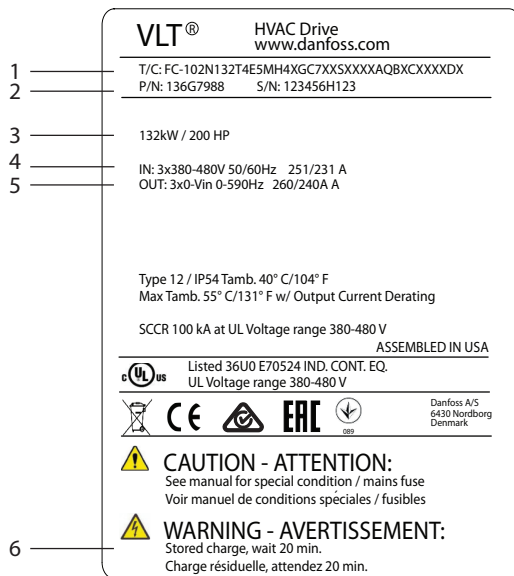 VLT® HVAC Drive
www.danfoss.com
1 T/C: FC-102N132T4E5MH4XGC7XXSXXXXAQBXCXXXXDX
2 P/N: 136G7988 S/N: 123456H123
3 132kW / 200 HP
4 IN: 3x380-480V 50/60Hz 251/231 A
5 OUT: 3x0-Vin 0-590Hz 260/240A A
Type 12 / IP54 Tamb. 40° C/104° F
Max Tamb. 55° C/131° F w/ Output Current Derating
SCCR 100 kA at UL Voltage range 380-480 V
ASSEMBLED IN USA
c UL us Listed 36U0 E70524 IND. CONT. EQ.
UL Voltage range 380-480 V
CE EAC 089
Danfoss A/S
6430 Nordborg
Denmark
CAUTION - ATTENTION:
See manual for special condition / mains fuse
Voir manuel de conditions spéciales / fusibles
WARNING - AVERTISSEMENT:
6 Stored charge, wait 20 min.
Charge résiduelle, attendez 20 min.